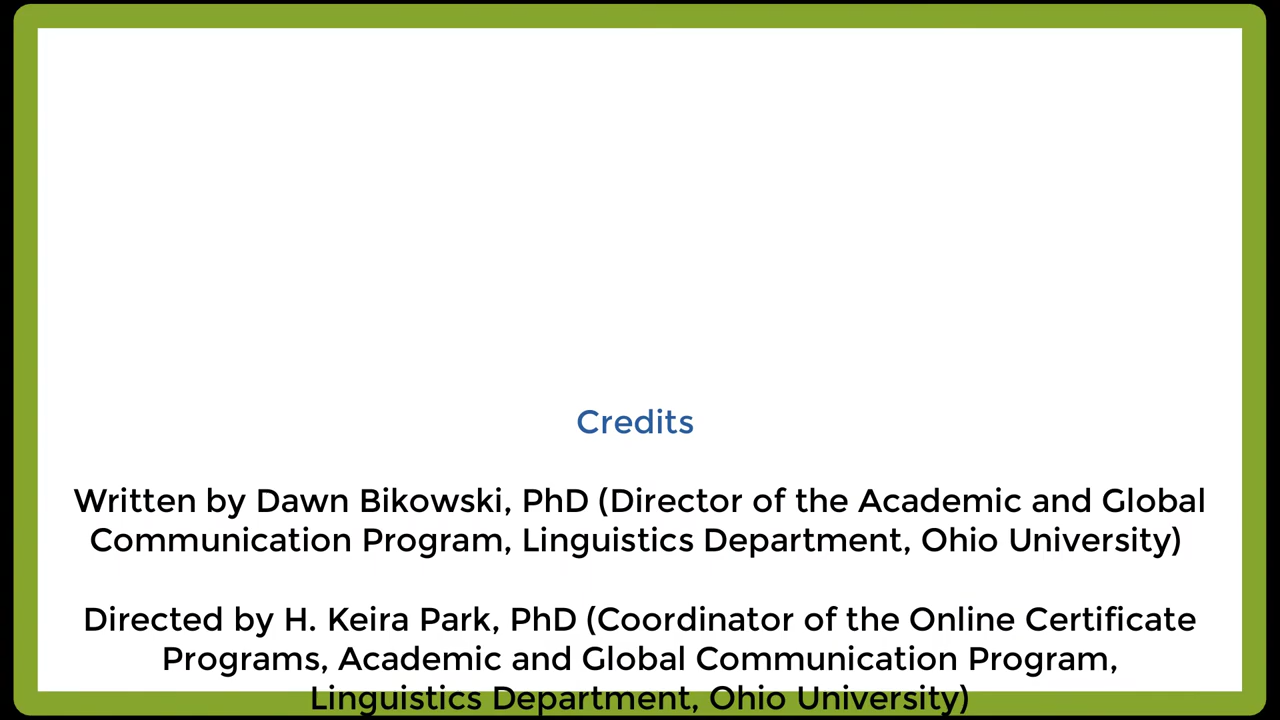 Credits
Written by Dawn Bikowski, PhD (Director of the Academic and Global
Communication Program, Linguistics Department, Ohio University)
Directed by H. Keira Park, PhD (Coordinator of the Online Certificate
Programs, Academic and Global Communication Program,
Linguistics Department, Ohio University)